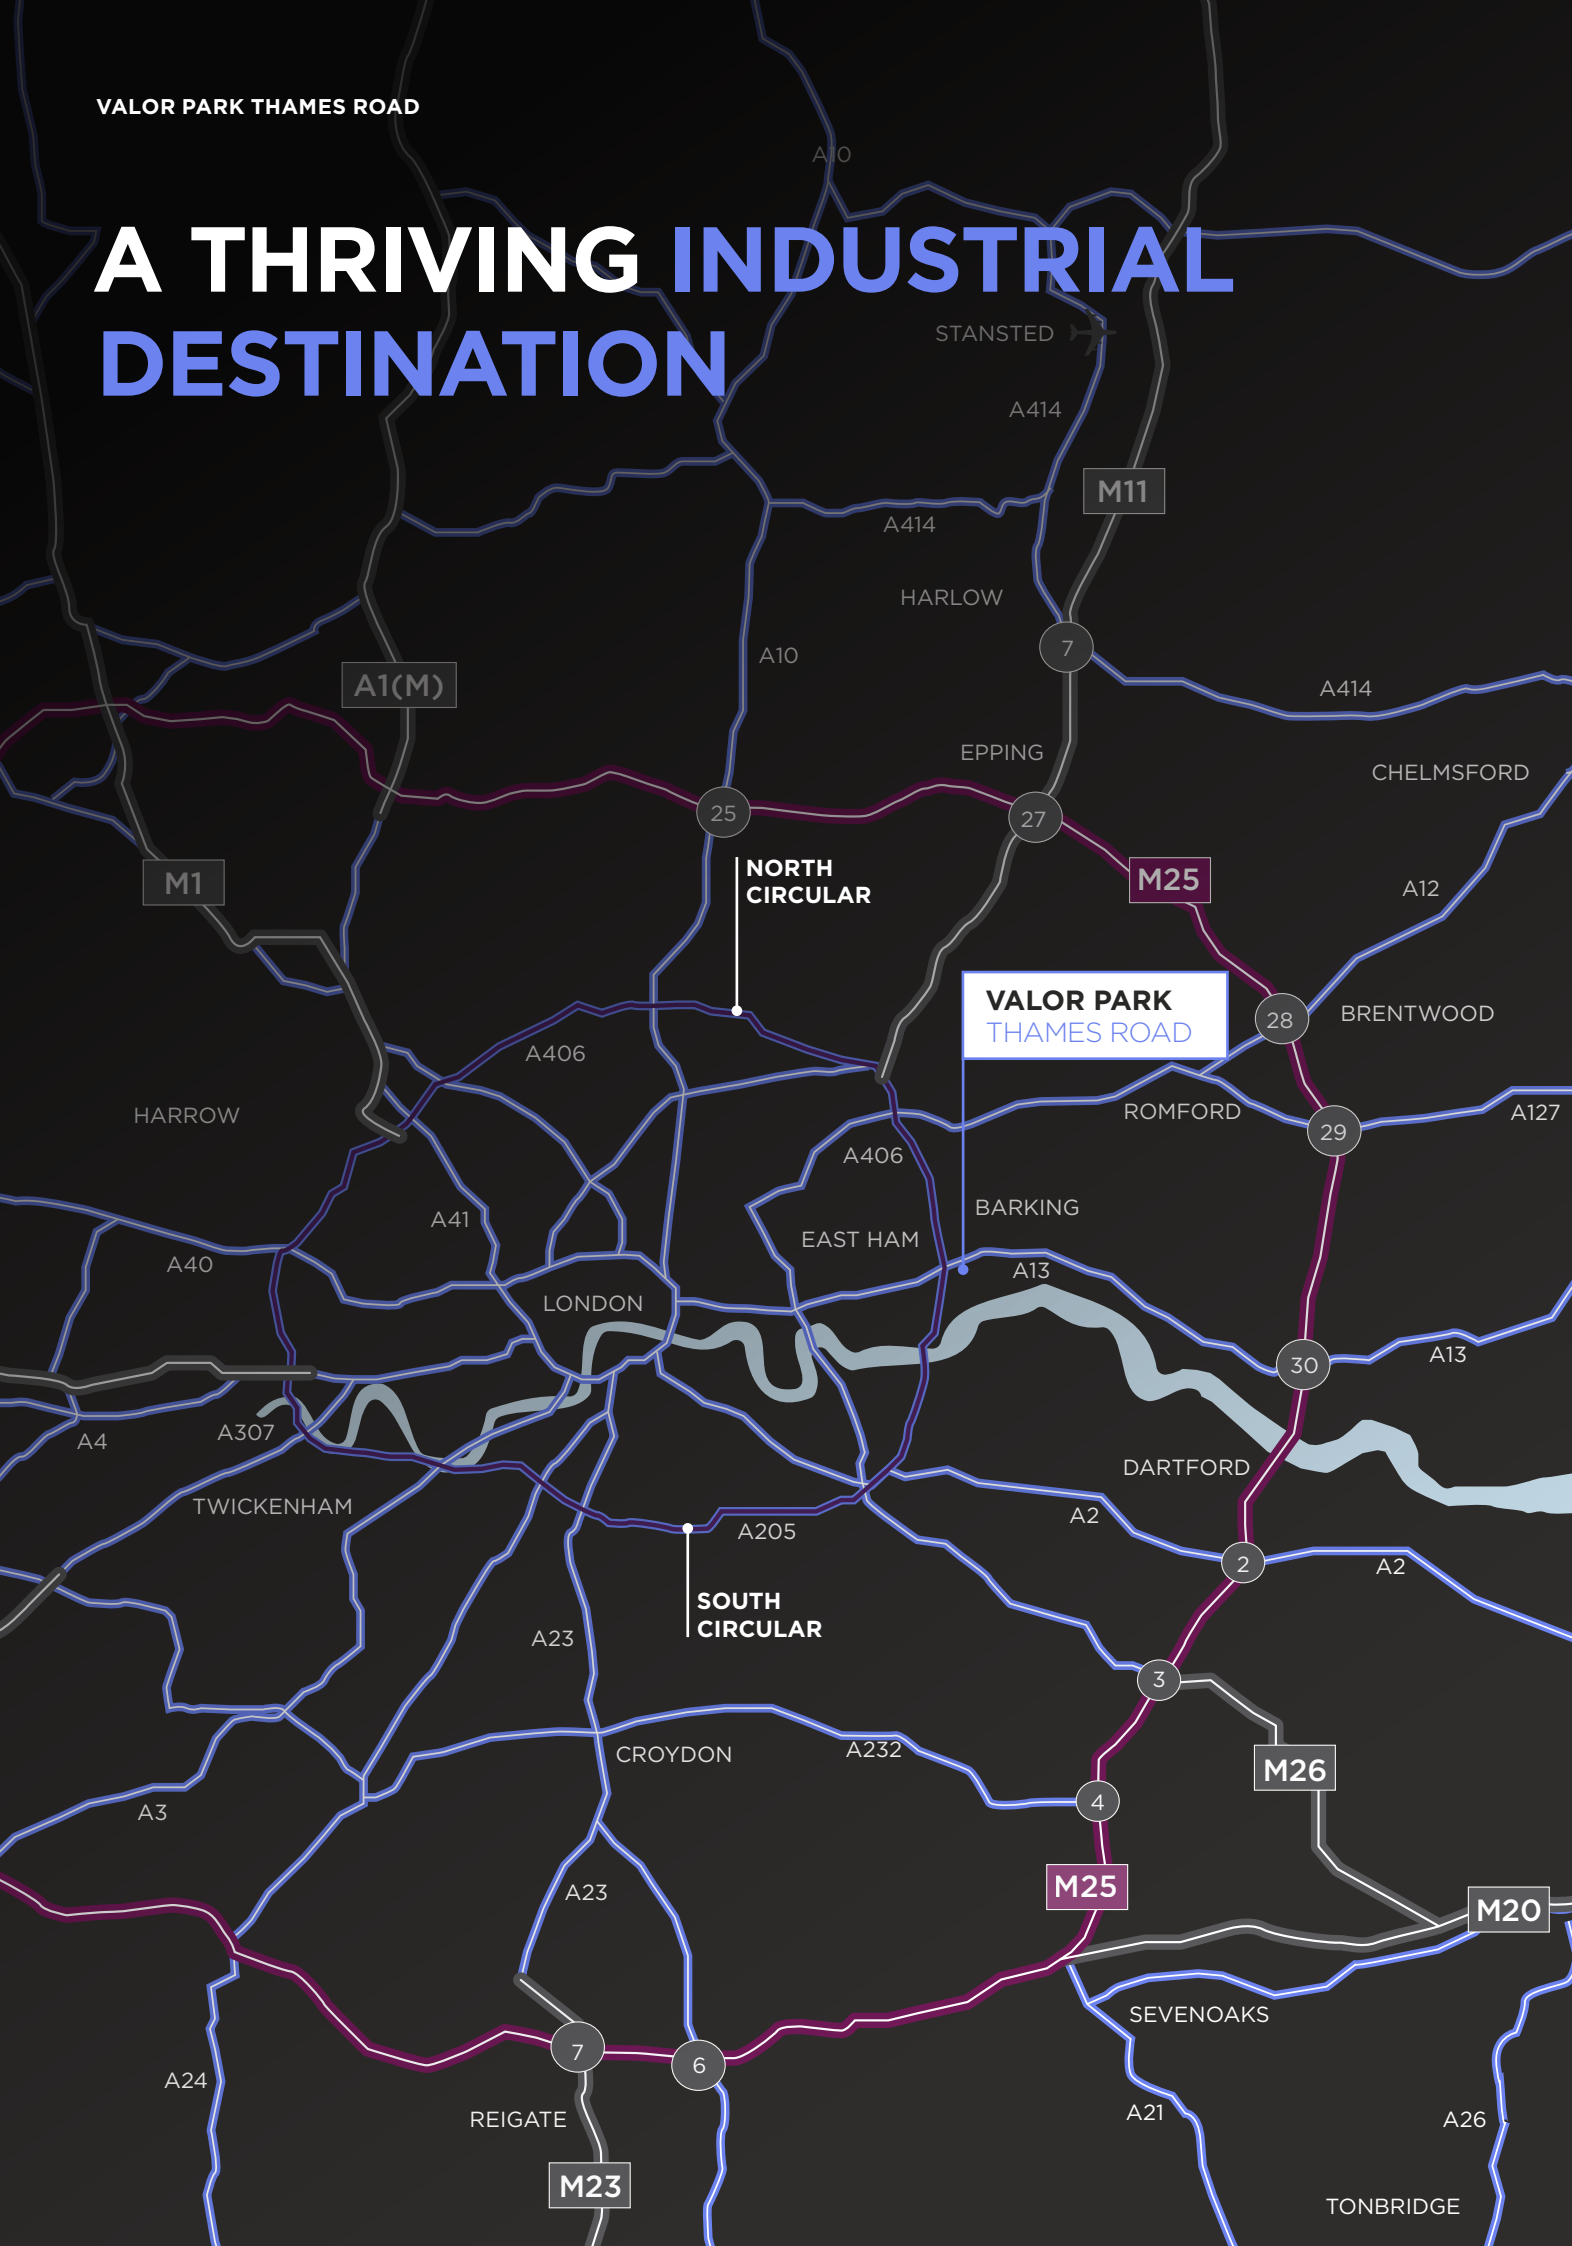 VALOR PARK THAMES ROAD
A10
A THRIVING INDUSTRIAL
DESTINATION
STANSTED
A414
M11
A414
HARLOW
7
A10
A1(M)
A414
EPPING
CHELMSFORD
25
27
NORTH
CIRCULAR
M1
M25
A12
VALOR PARK
THAMES ROAD
28
BRENTWOOD
A406
HARROW
ROMFORD
A127
29
A406
BARKING
A41
EAST HAM
A40
A13
LONDON
A13
30
A307
A4
DARTFORD
TWICKENHAM
A2
A205
2
A2
SOUTH
CIRCULAR
A23
3
CROYDON
A232
M26
4
A3
M25
A23
M20
SEVENOAKS
7
6
A24
REIGATE
A21
A26
M23
TONBRIDGE